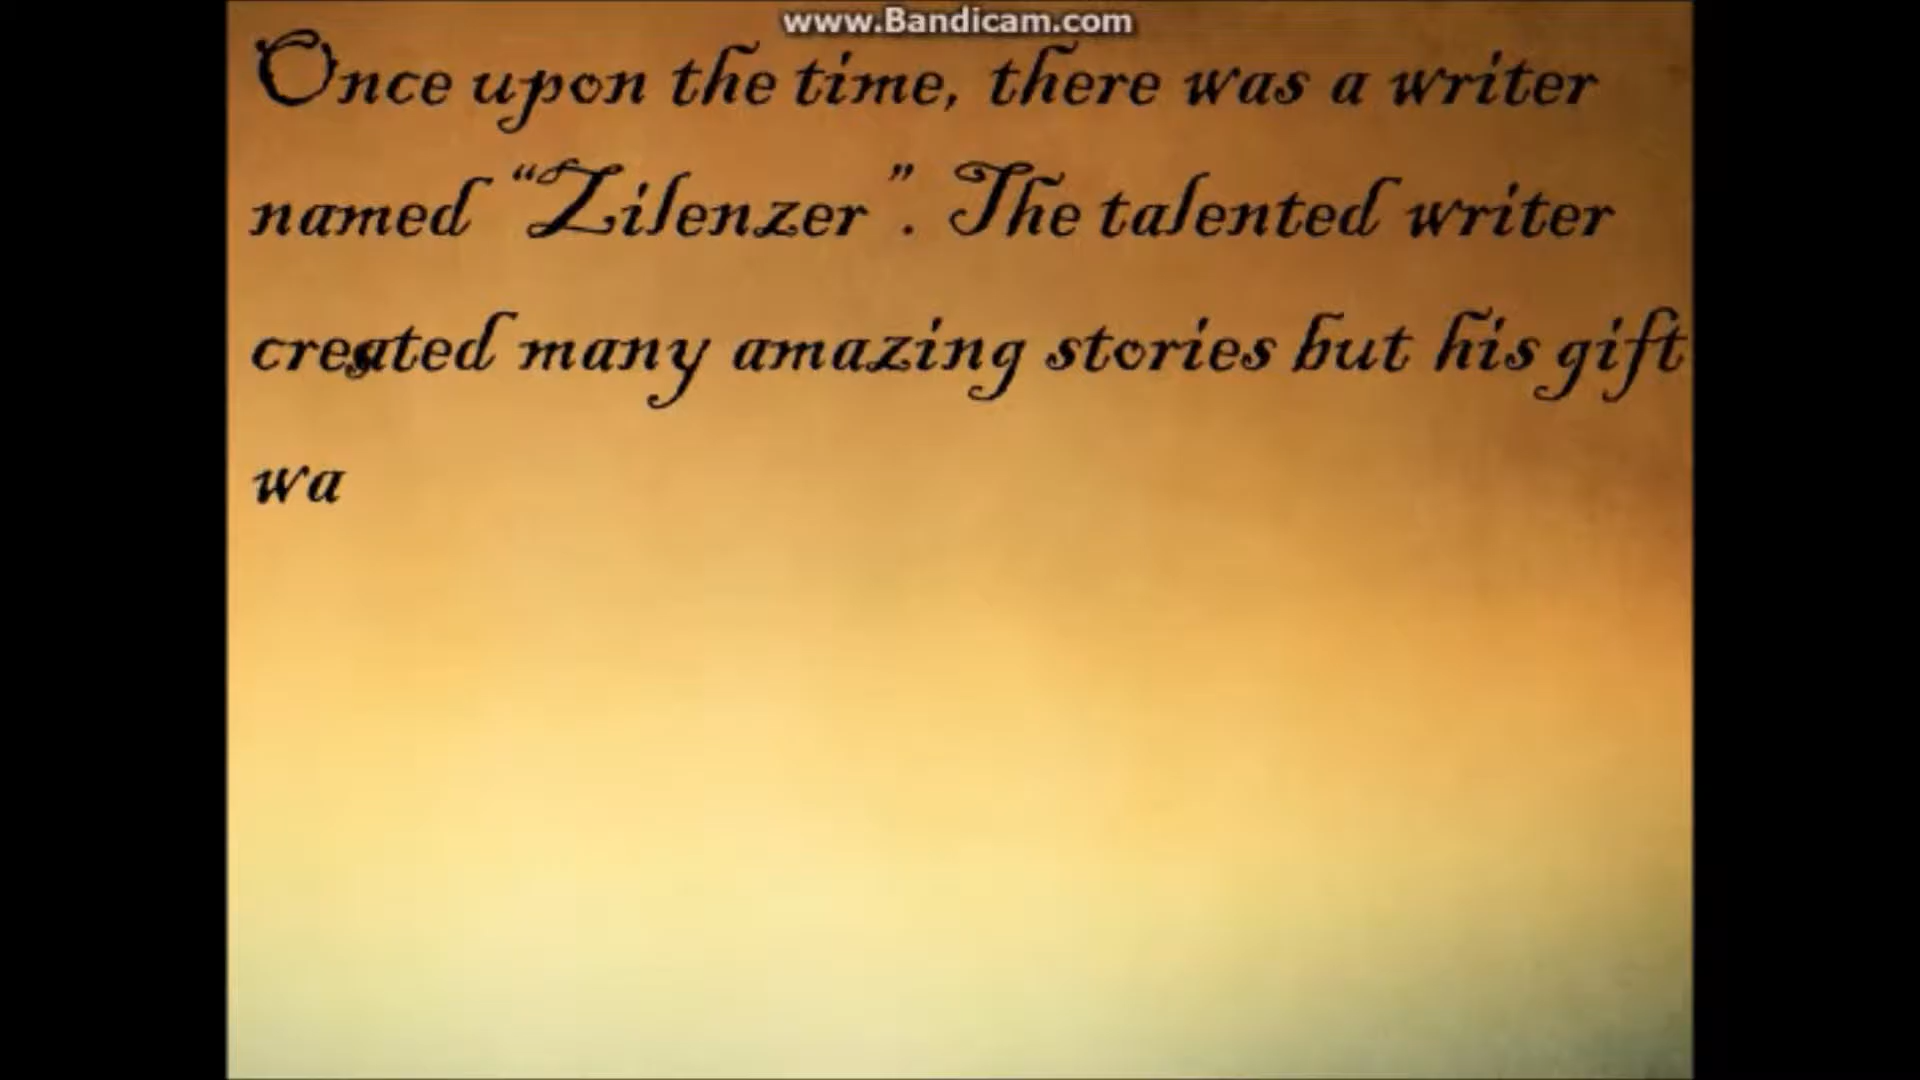 www.Bandicam.com
Once upon the time, there was a writer
named “Zilenzer”. The talented writer
created many amazing stories but his gift
wa